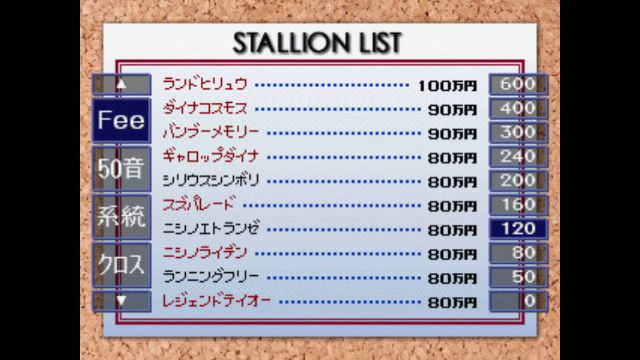 STALLION LIST
▲
Fee
50音
系統
クロス
▼
ランドヒリュウ 100万円
ダイナコスモス 90万円
バンブーメモリー 90万円
ギャロップダイナ 80万円
シリウスシンボリ 80万円
スズパレード 80万円
ニシノエトランゼ 80万円
ニシノライデン 80万円
ランニングフリー 80万円
レジェンドテイオー 80万円
600
400
300
240
200
160
120
80
50
0